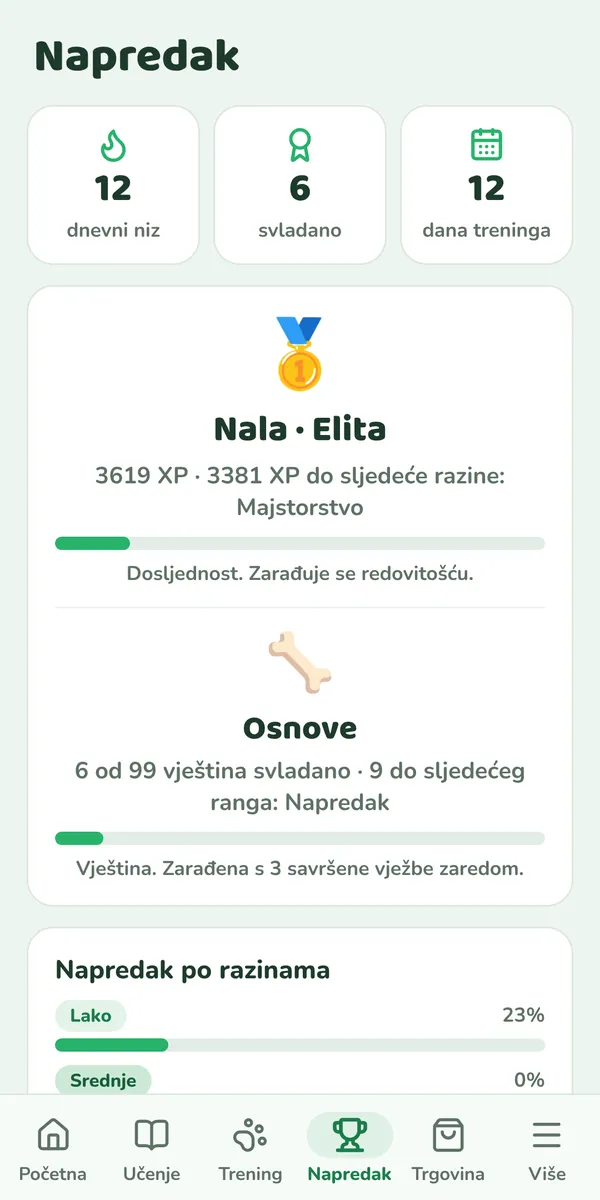 Napredak
12
dnevni niz
6
svladano
12
dana treninga
1
Nala · Elita
3619 XP · 3381 XP do sljedeće razine:
Majstorstvo
Dosljednost. Zarađuje se redovitošću.
Osnove
6 od 99 vještina svladano · 9 do sljedećeg
ranga: Napredak
Vještina. Zarađena s 3 savršene vježbe zaredom.
Napredak po razinama
Lako 23%
Srednje 0%
Početna Učenje Trening Napredak Trgovina Više